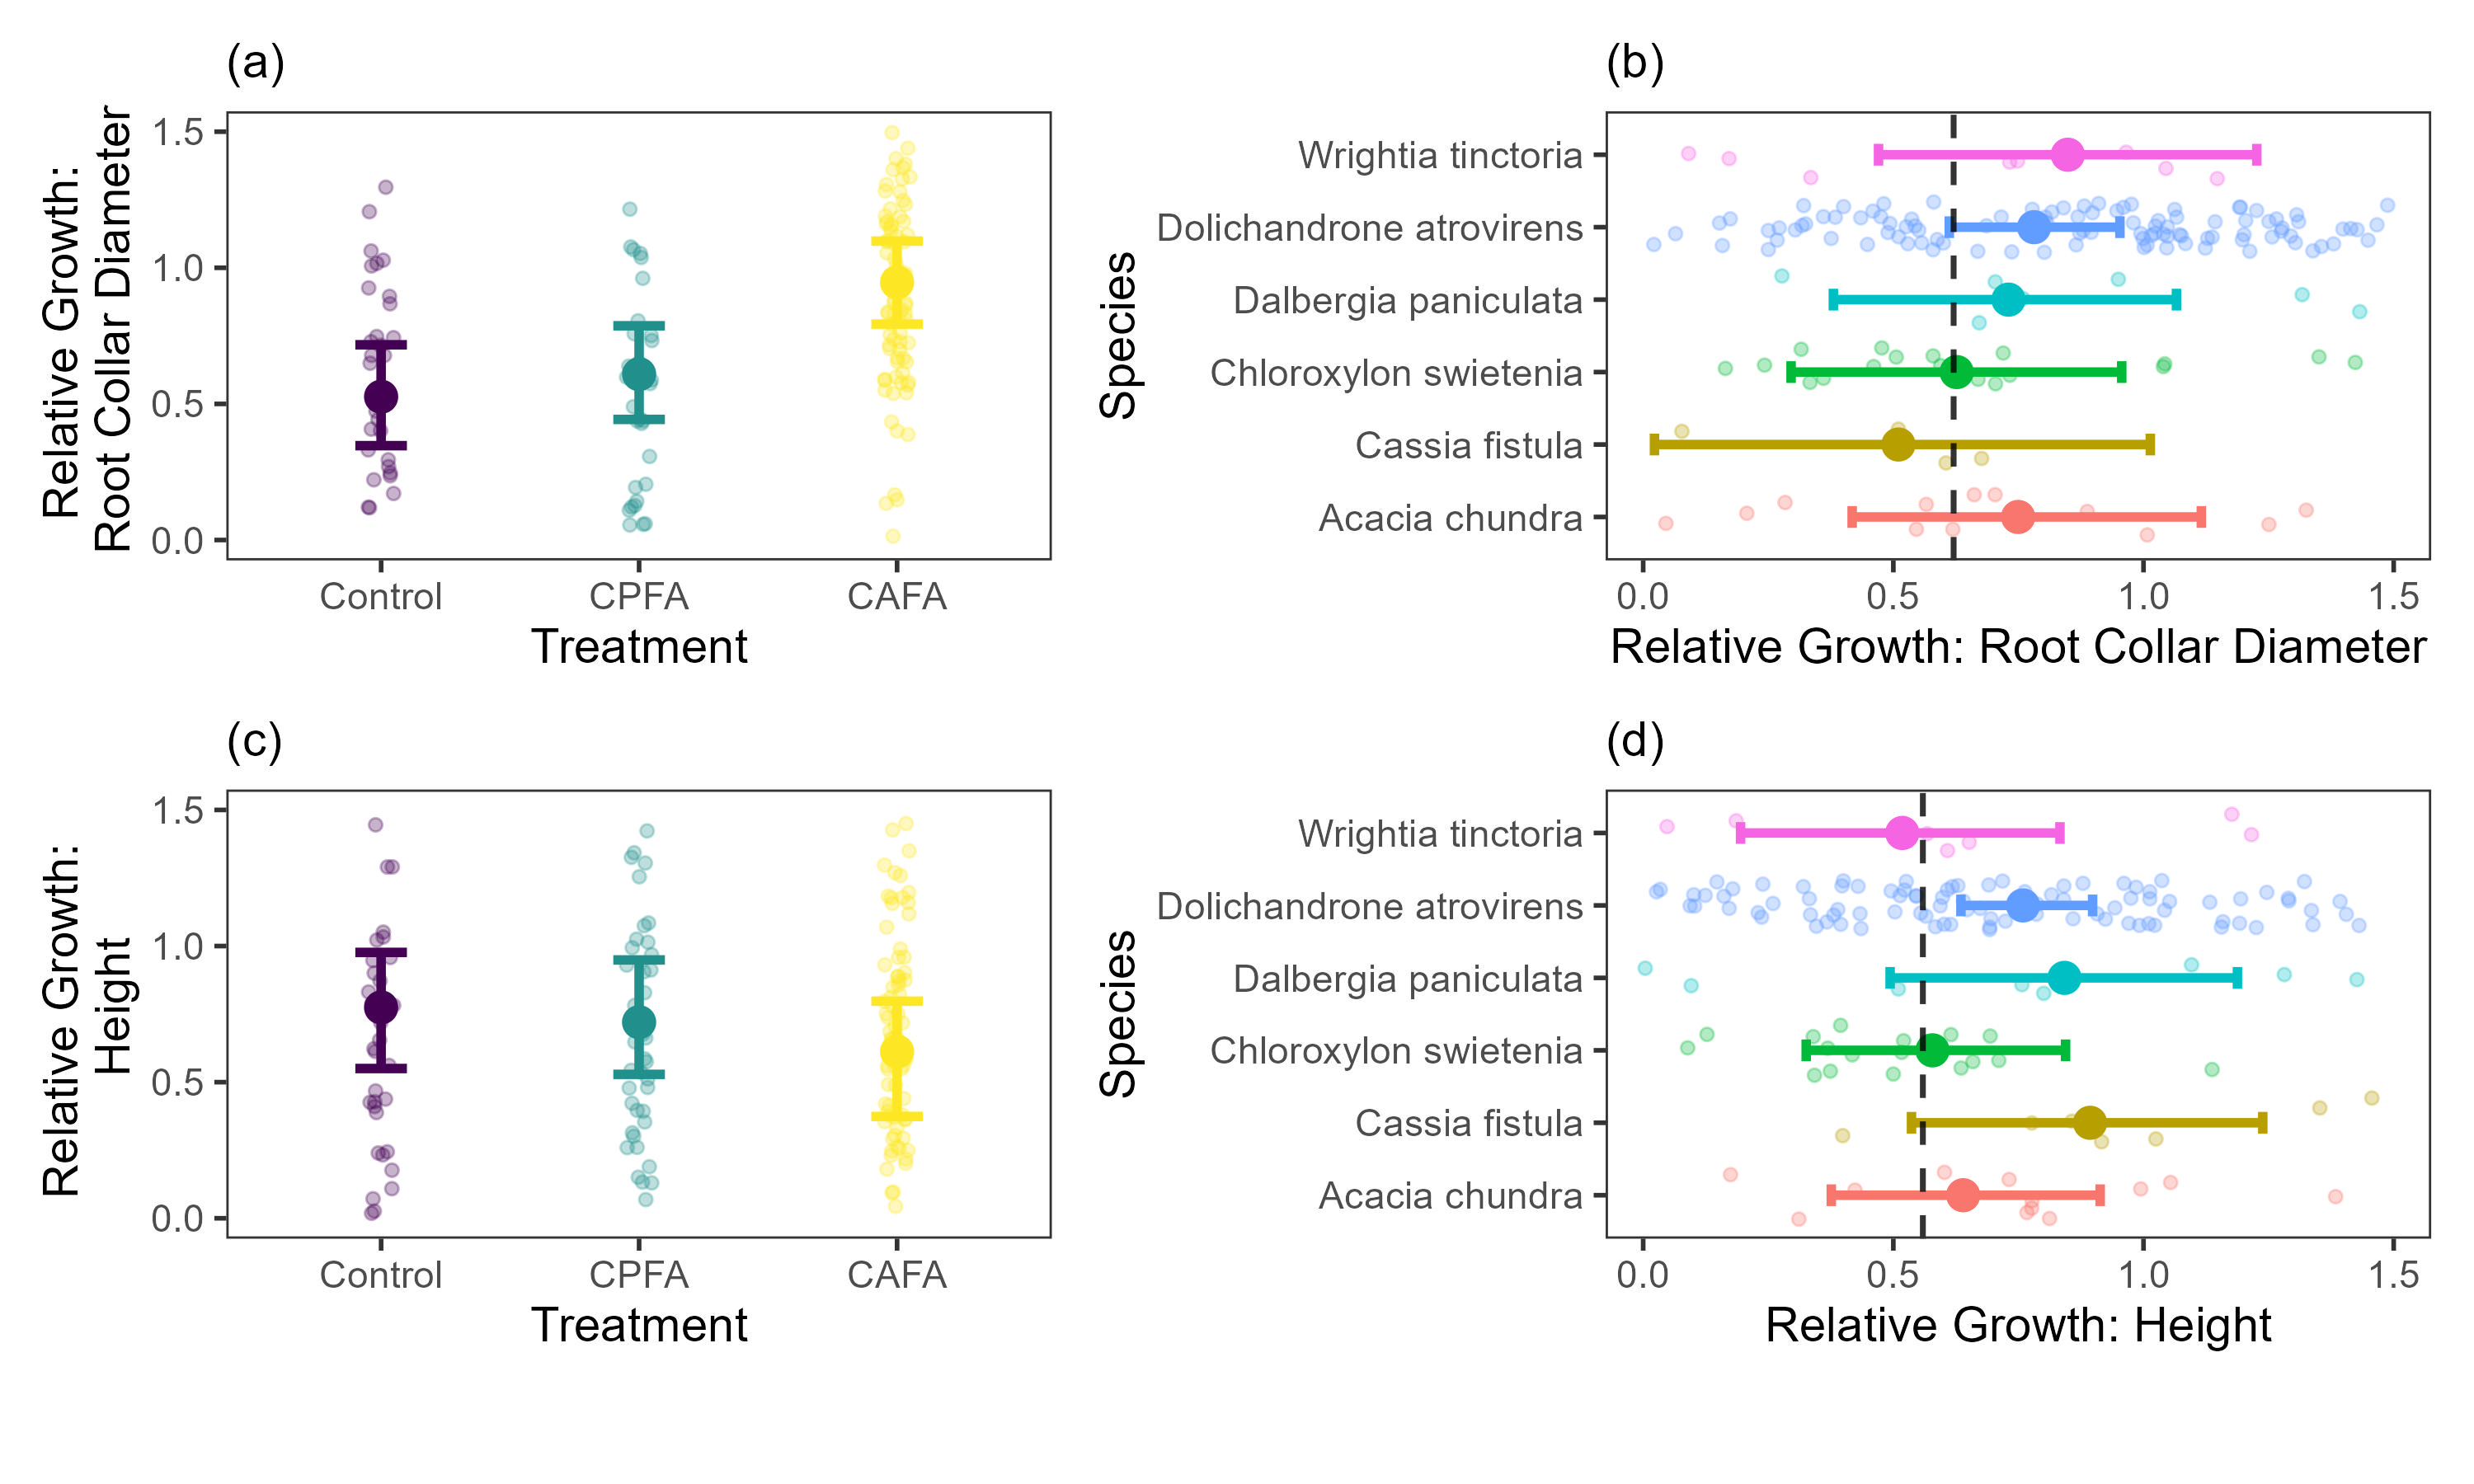 (a)
Relative Growth:
Root Collar Diameter
1.5
1.0
0.5
0.0
Control CPFA CAFA
Treatment
(b)
Species
Wrightia tinctoria
Dolichandrone atrovirens
Dalbergia paniculata
Chloroxylon swietenia
Cassia fistula
Acacia chundra
0.0 0.5 1.0 1.5
Relative Growth: Root Collar Diameter
(c)
Relative Growth:
Height
1.5
1.0
0.5
0.0
Control CPFA CAFA
Treatment
(d)
Species
Wrightia tinctoria
Dolichandrone atrovirens
Dalbergia paniculata
Chloroxylon swietenia
Cassia fistula
Acacia chundra
0.0 0.5 1.0 1.5
Relative Growth: Height